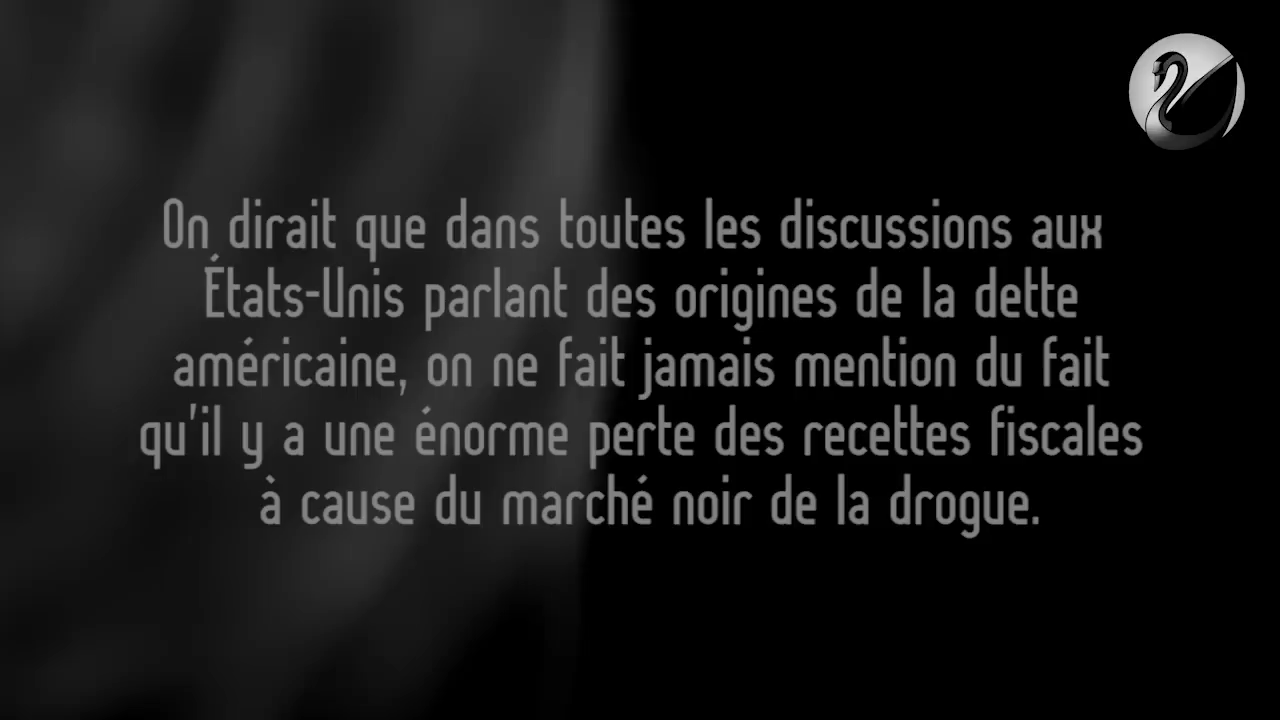 On dirait que dans toutes les discussions aux
États-Unis parlant des origines de la dette
américaine, on ne fait jamais mention du fait
qu'il y a une énorme perte des recettes fiscales
à cause du marché noir de la drogue.